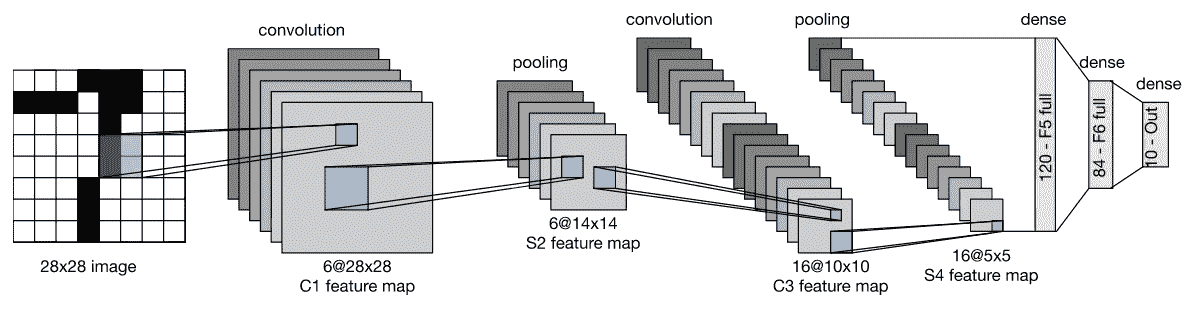 convolution
pooling
convolution
pooling
dense
dense
dense
120 - F5 full
84 - F6 full
10 - Out
28x28 image
6@28x28
C1 feature map
6@14x14
S2 feature map
16@10x10
C3 feature map
16@5x5
S4 feature map